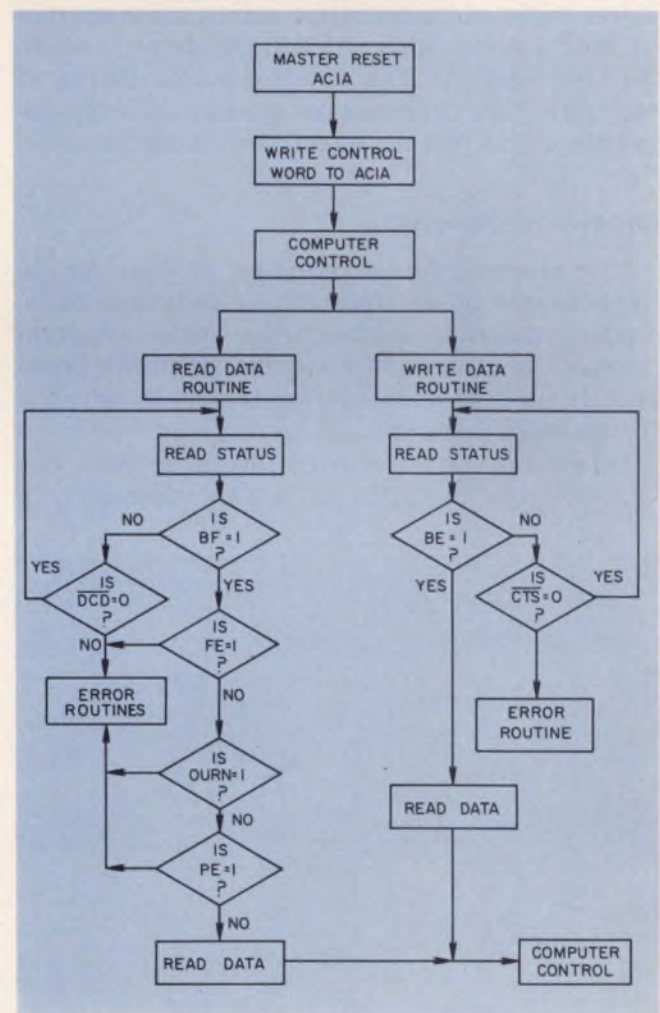 MASTER RESET
ACIA
WRITE CONTROL
WORD TO ACIA
COMPUTER
CONTROL
READ DATA
ROUTINE
WRITE DATA
ROUTINE
READ STATUS
READ STATUS
NO
IS
BF=1
?
YES
IS
BE=1
?
NO
YES
YES
IS
DCD=0
?
YES
IS
CTS=0
?
NO
IS
FE=1
?
ERROR
ROUTINES
NO
ERROR
ROUTINE
IS
OURN=1
?
READ DATA
NO
IS
PE=1
?
NO
READ DATA
COMPUTER
CONTROL